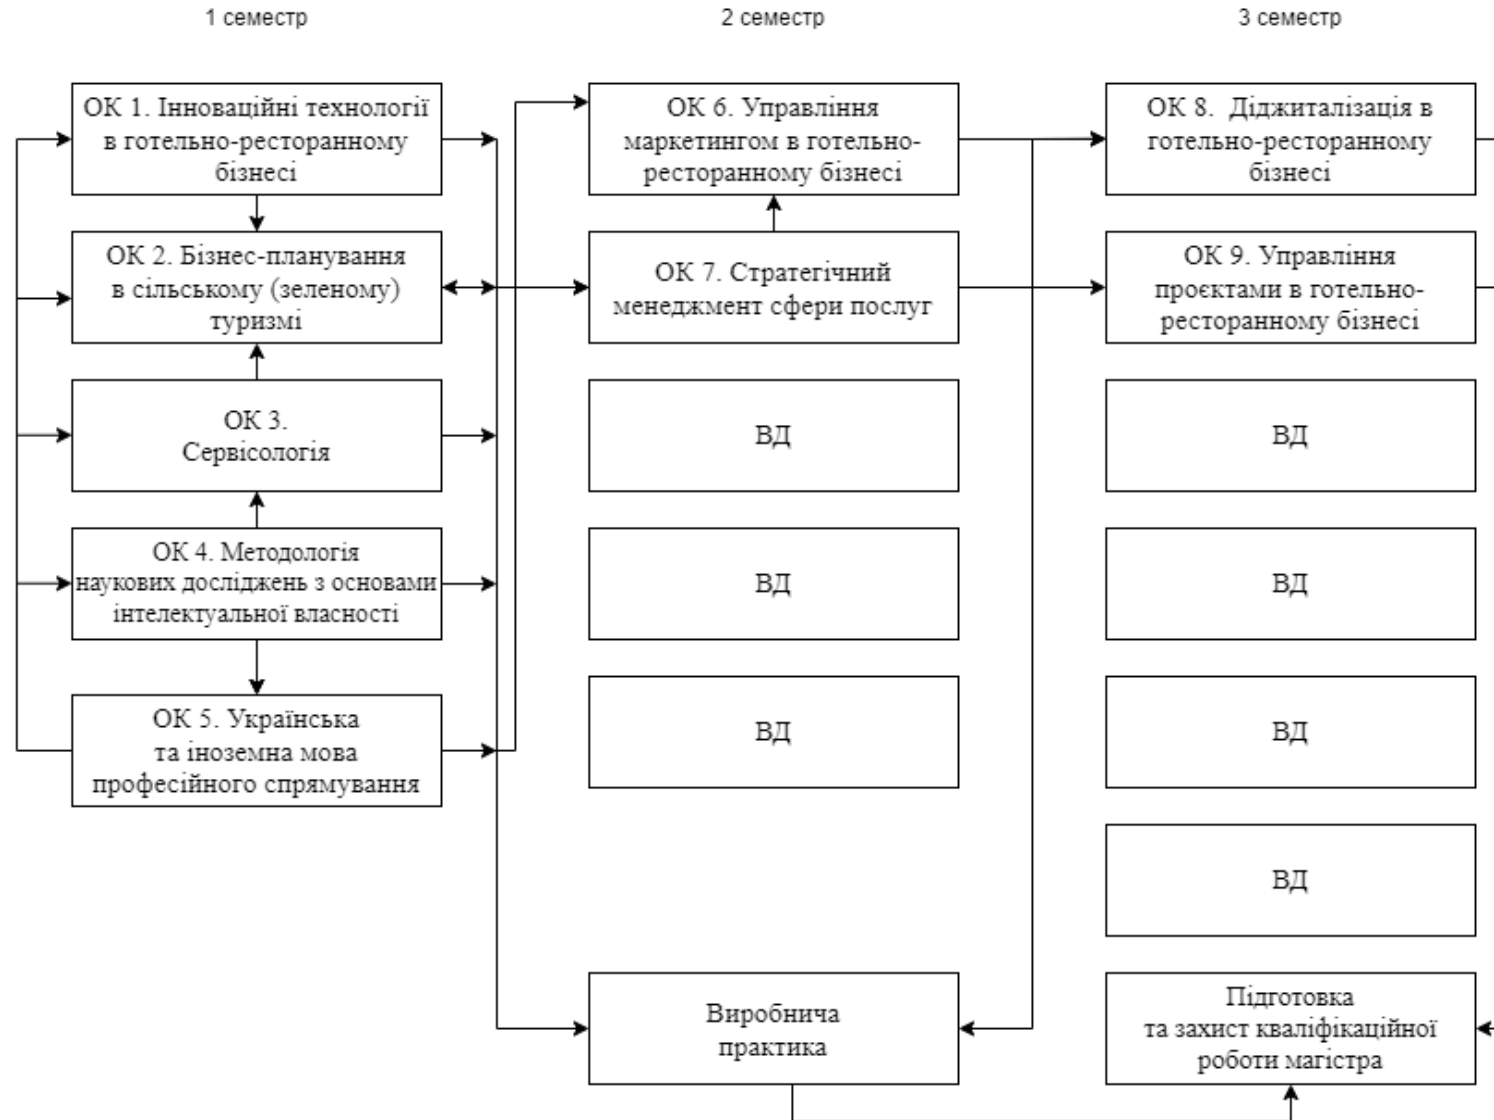 1 семестр
2 семестр
3 семестр
ОК 1. Інноваційні технології
в готельно-ресторанному
бізнесі
ОК 2. Бізнес-планування
в сільському (зеленому)
туризмі
ОК 3.
Сервісологія
ОК 4. Методологія
наукових досліджень з основами
інтелектуальної власності
ОК 5. Українська
та іноземна мова
професійного спрямування
ОК 6. Управління
маркетингом в готельно-
ресторанному бізнесі
ОК 7. Стратегічний
менеджмент сфери послуг
ВД
ВД
ВД
Виробнича
практика
ОК 8. Діджиталізація в
готельно-ресторанному
бізнесі
ОК 9. Управління
проєктами в готельно-
ресторанному бізнесі
ВД
ВД
ВД
ВД
Підготовка
та захист кваліфікаційної
роботи магістра